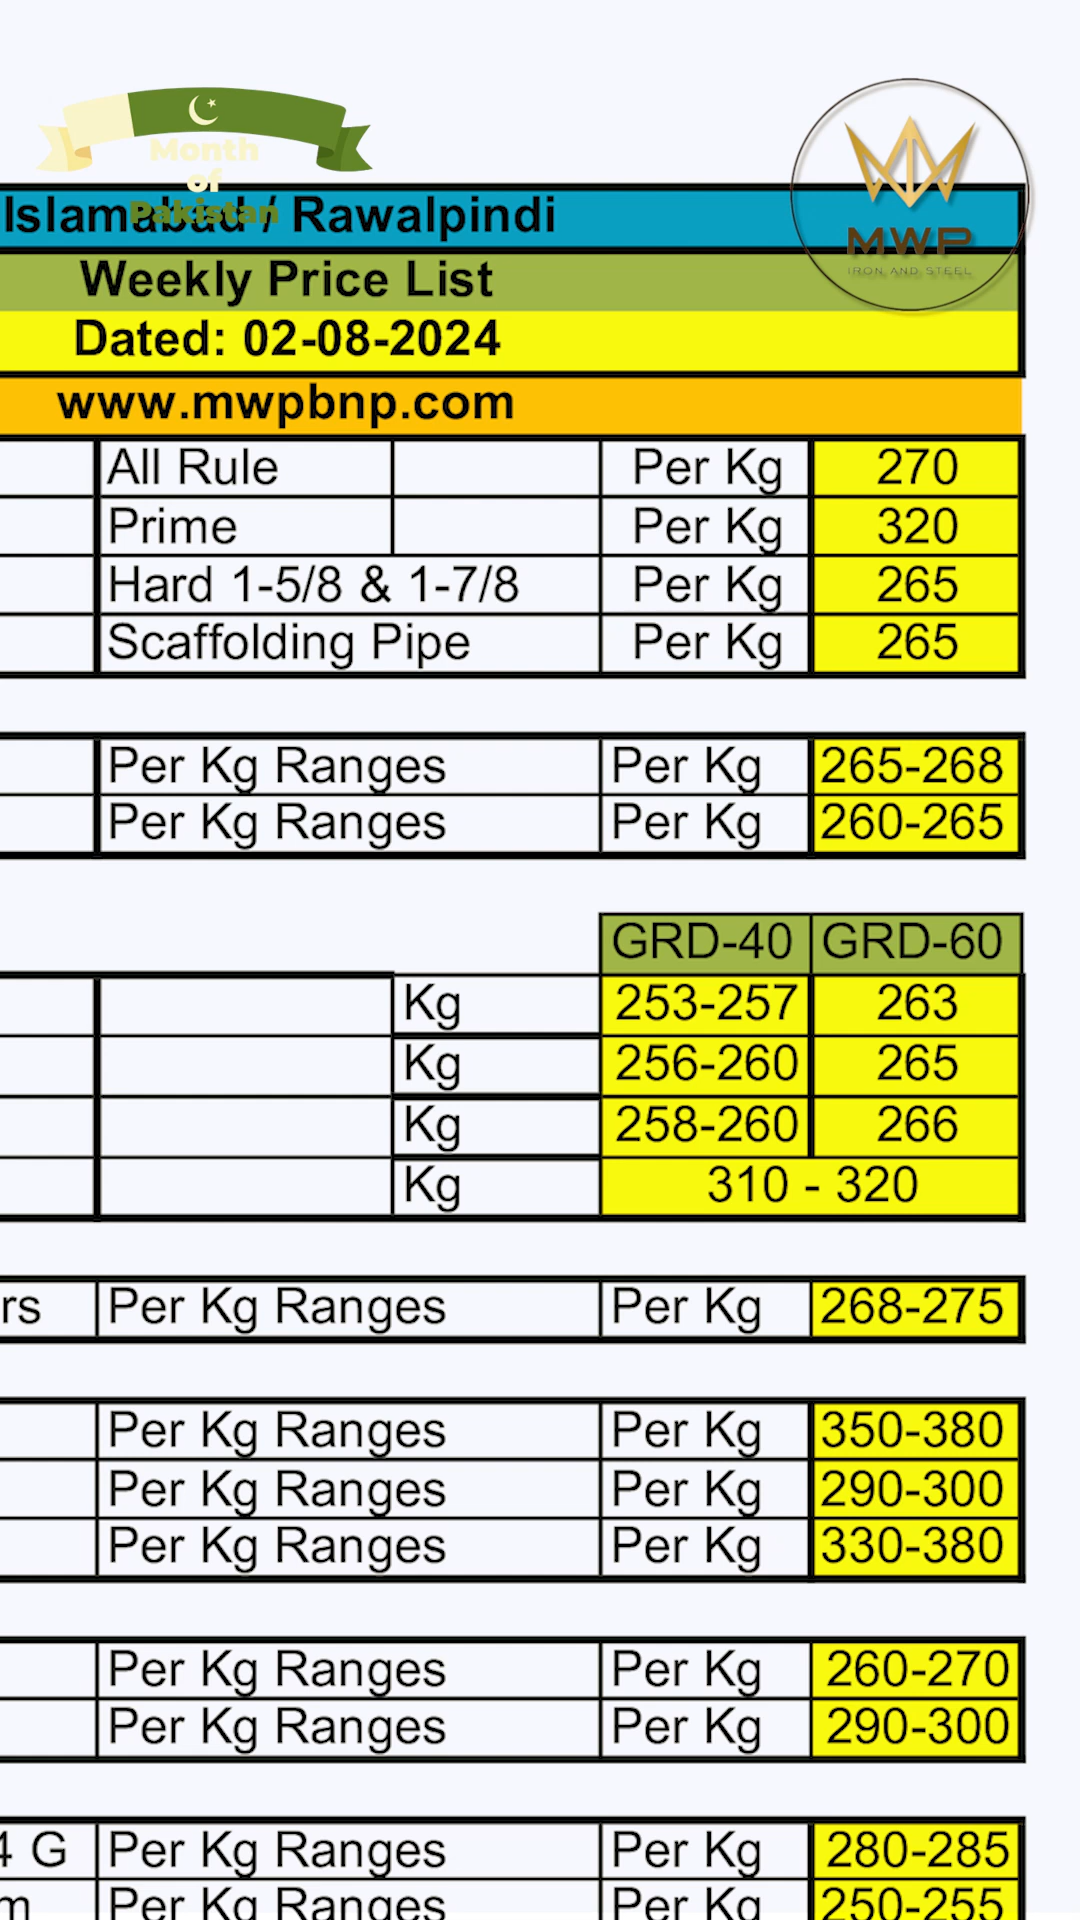 Month
of
Pakistan
MWP
IRON AND STEEL
Islamabad / Rawalpindi
Weekly Price List
Dated: 02-08-2024
www.mwpbnp.com
All Rule Per Kg 270
Prime Per Kg 320
Hard 1-5/8 & 1-7/8 Per Kg 265
Scaffolding Pipe Per Kg 265
Per Kg Ranges Per Kg 265-268
Per Kg Ranges Per Kg 260-265
GRD-40 GRD-60
Kg 253-257 263
Kg 256-260 265
Kg 258-260 266
Kg 310 - 320
rs Per Kg Ranges Per Kg 268-275
Per Kg Ranges Per Kg 350-380
Per Kg Ranges Per Kg 290-300
Per Kg Ranges Per Kg 330-380
Per Kg Ranges Per Kg 260-270
Per Kg Ranges Per Kg 290-300
4 G Per Kg Ranges Per Kg 280-285
m Per Kg Ranges Per Kg 250-255